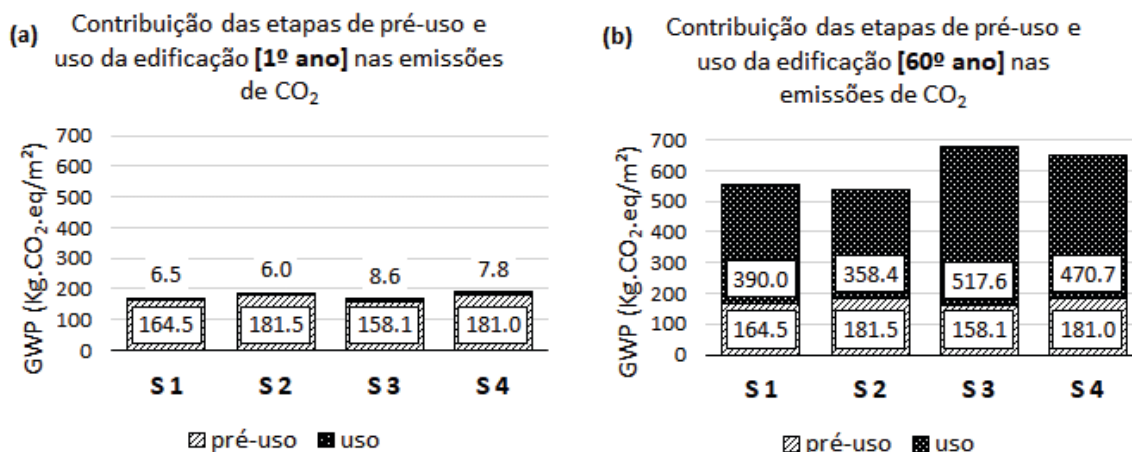 (a) Contribuição das etapas de pré-uso e
uso da edificação [1º ano] nas emissões
de CO₂
700
600
500
400
300
200
100
0
GWP (Kg.CO₂.eq/m²)
6.5 6.0 8.6 7.8
164.5 181.5 158.1 181.0
S 1 S 2 S 3 S 4
pré-uso uso
(b) Contribuição das etapas de pré-uso e
uso da edificação [60º ano] nas
emissões de CO₂
700
600
500
400
300
200
100
0
GWP (Kg.CO₂.eq/m²)
390.0 358.4 517.6 470.7
164.5 181.5 158.1 181.0
S 1 S 2 S 3 S 4
pré-uso uso